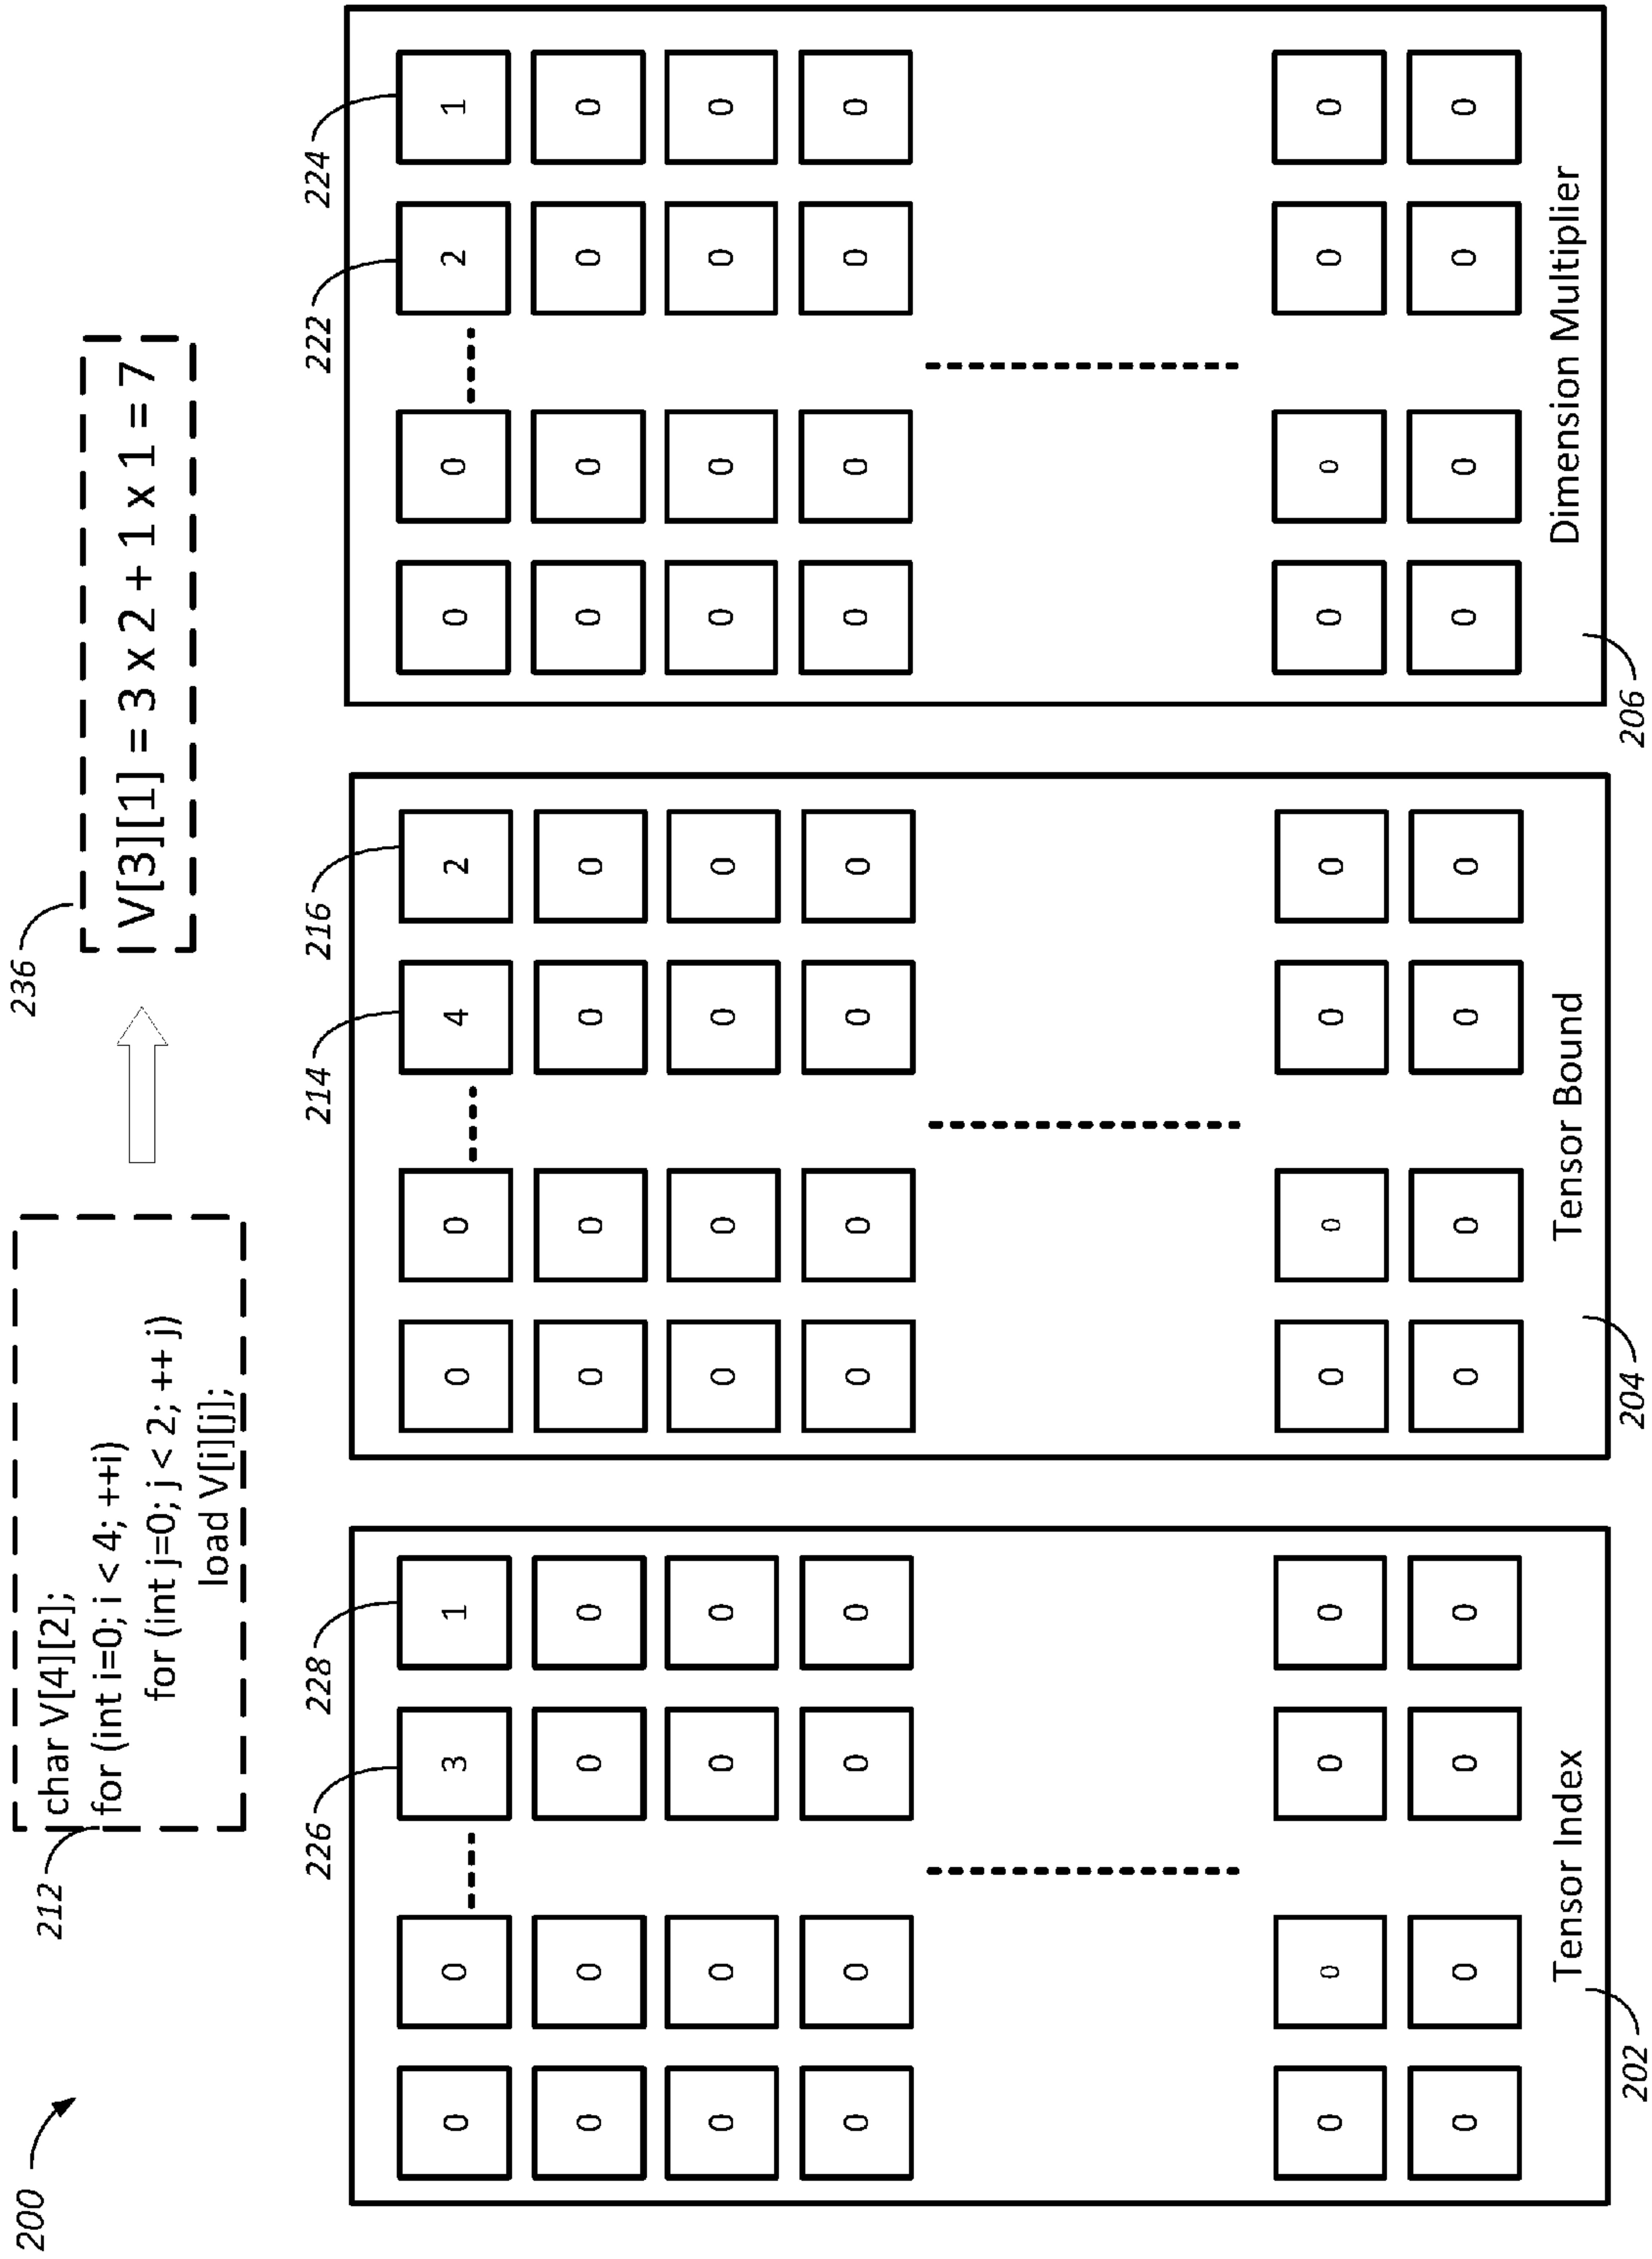 200
212
char V[4][2];
for (int i=0; i < 4; ++i)
for (int j=0; j < 2; ++ j)
load V[i][j];
236
V[3][1] = 3 x 2 + 1 x 1 = 7
226
228
0 0 3 1
0 0 0 0
0 0 0 0
0 0 0 0
0 0 0 0
0 0 0 0
Tensor Index
202
214
216
0 0 4 2
0 0 0 0
0 0 0 0
0 0 0 0
0 0 0 0
0 0 0 0
Tensor Bound
204
222
224
0 0 2 1
0 0 0 0
0 0 0 0
0 0 0 0
0 0 0 0
0 0 0 0
Dimension Multiplier
206